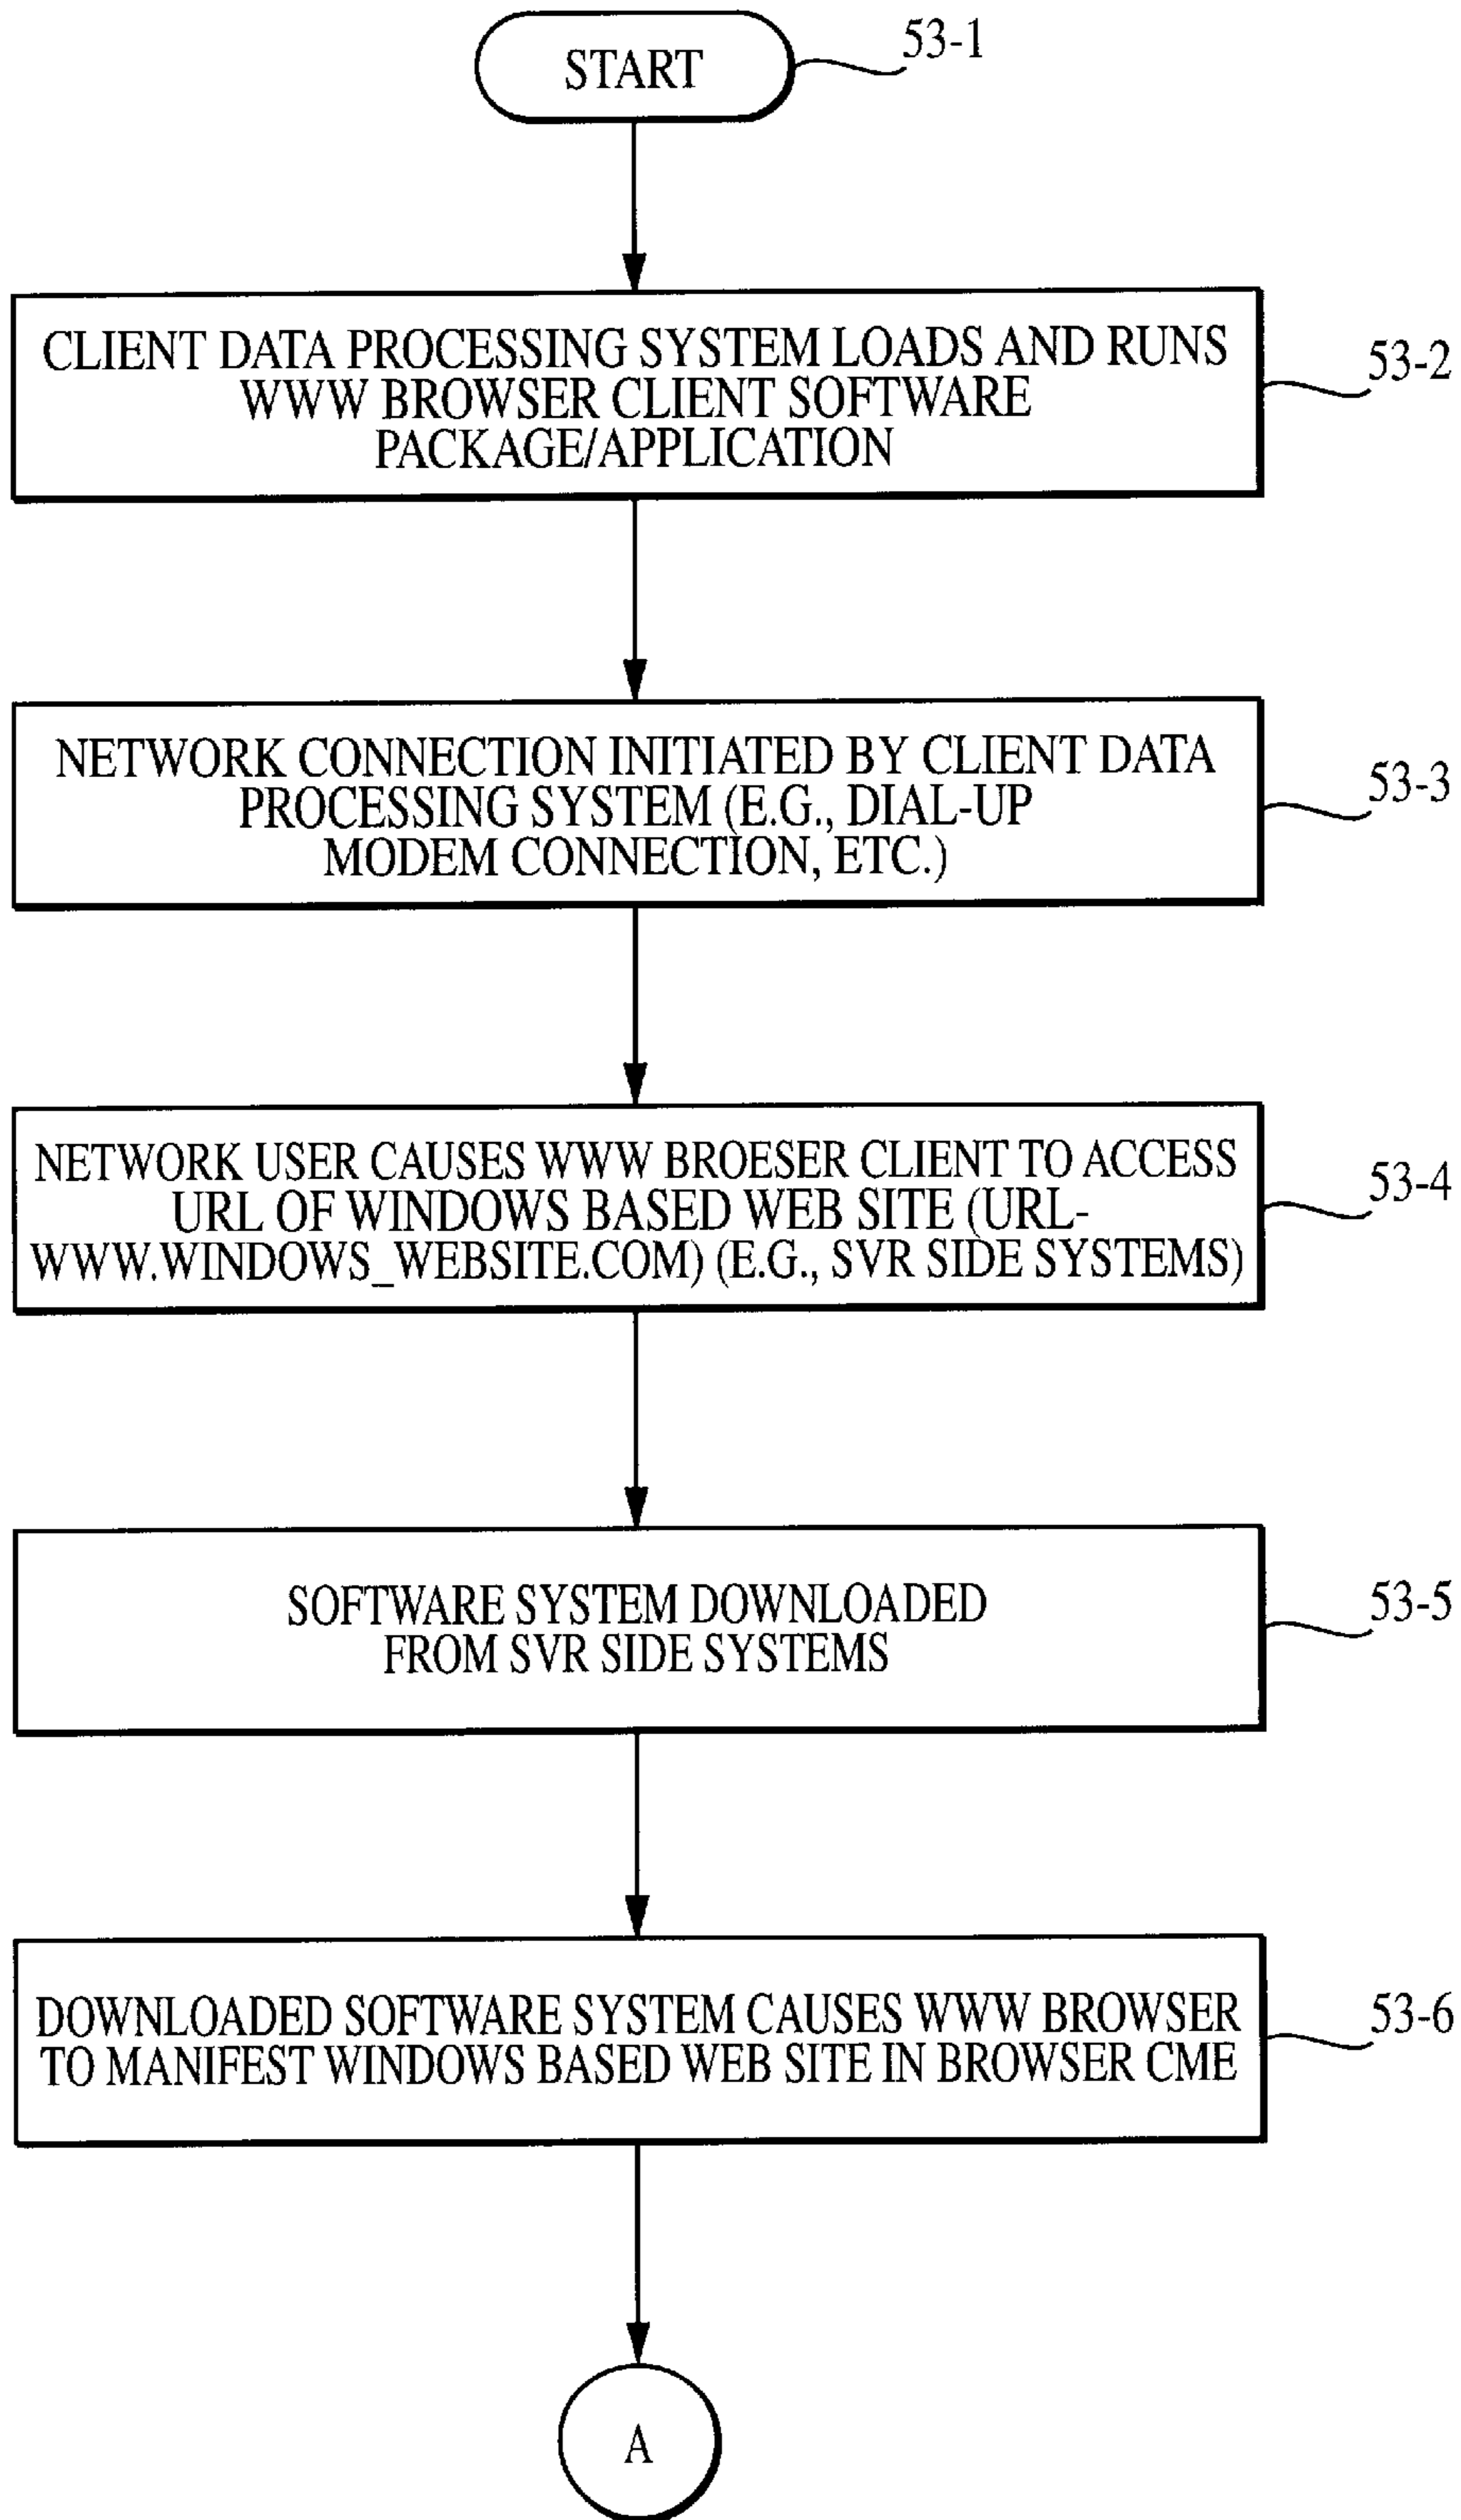 START
53-1
CLIENT DATA PROCESSING SYSTEM LOADS AND RUNS
WWW BROWSER CLIENT SOFTWARE
PACKAGE/APPLICATION
53-2
NETWORK CONNECTION INITIATED BY CLIENT DATA
PROCESSING SYSTEM (E.G., DIAL-UP
MODEM CONNECTION, ETC.)
53-3
NETWORK USER CAUSES WWW BROESER CLIENT TO ACCESS
URL OF WINDOWS BASED WEB SITE (URL-
WWW.WINDOWS_WEBSITE.COM) (E.G., SVR SIDE SYSTEMS)
53-4
SOFTWARE SYSTEM DOWNLOADED
FROM SVR SIDE SYSTEMS
53-5
DOWNLOADED SOFTWARE SYSTEM CAUSES WWW BROWSER
TO MANIFEST WINDOWS BASED WEB SITE IN BROWSER CME
53-6
A